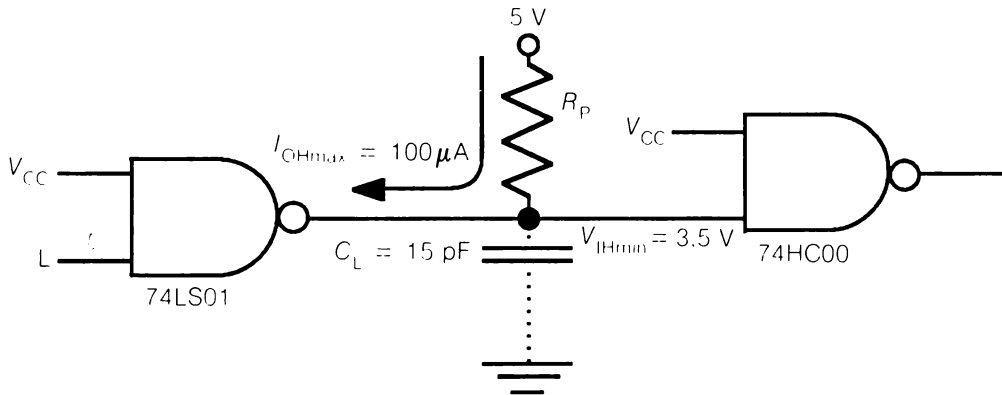 5 V
R_P
V_CC
I_OHmax = 100 µA
V_CC
L
C_L = 15 pF
V_IHmin = 3.5 V
74HC00
74LS01